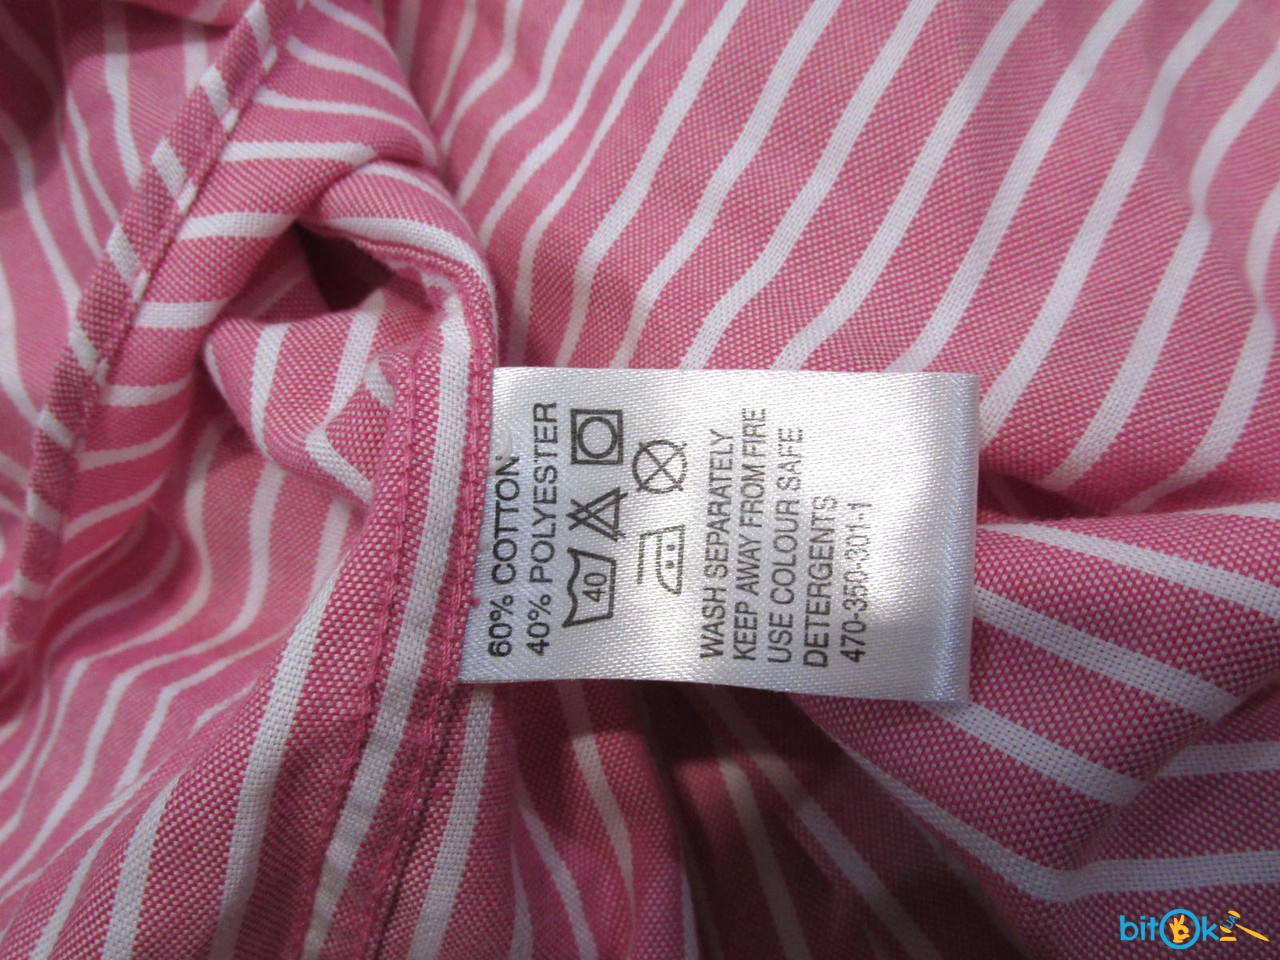 60% COTTON
40% POLYESTER
40
WASH SEPARATELY
KEEP AWAY FROM FIRE
USE COLOUR SAFE
DETERGENTS
470-350-301-1
bitOk